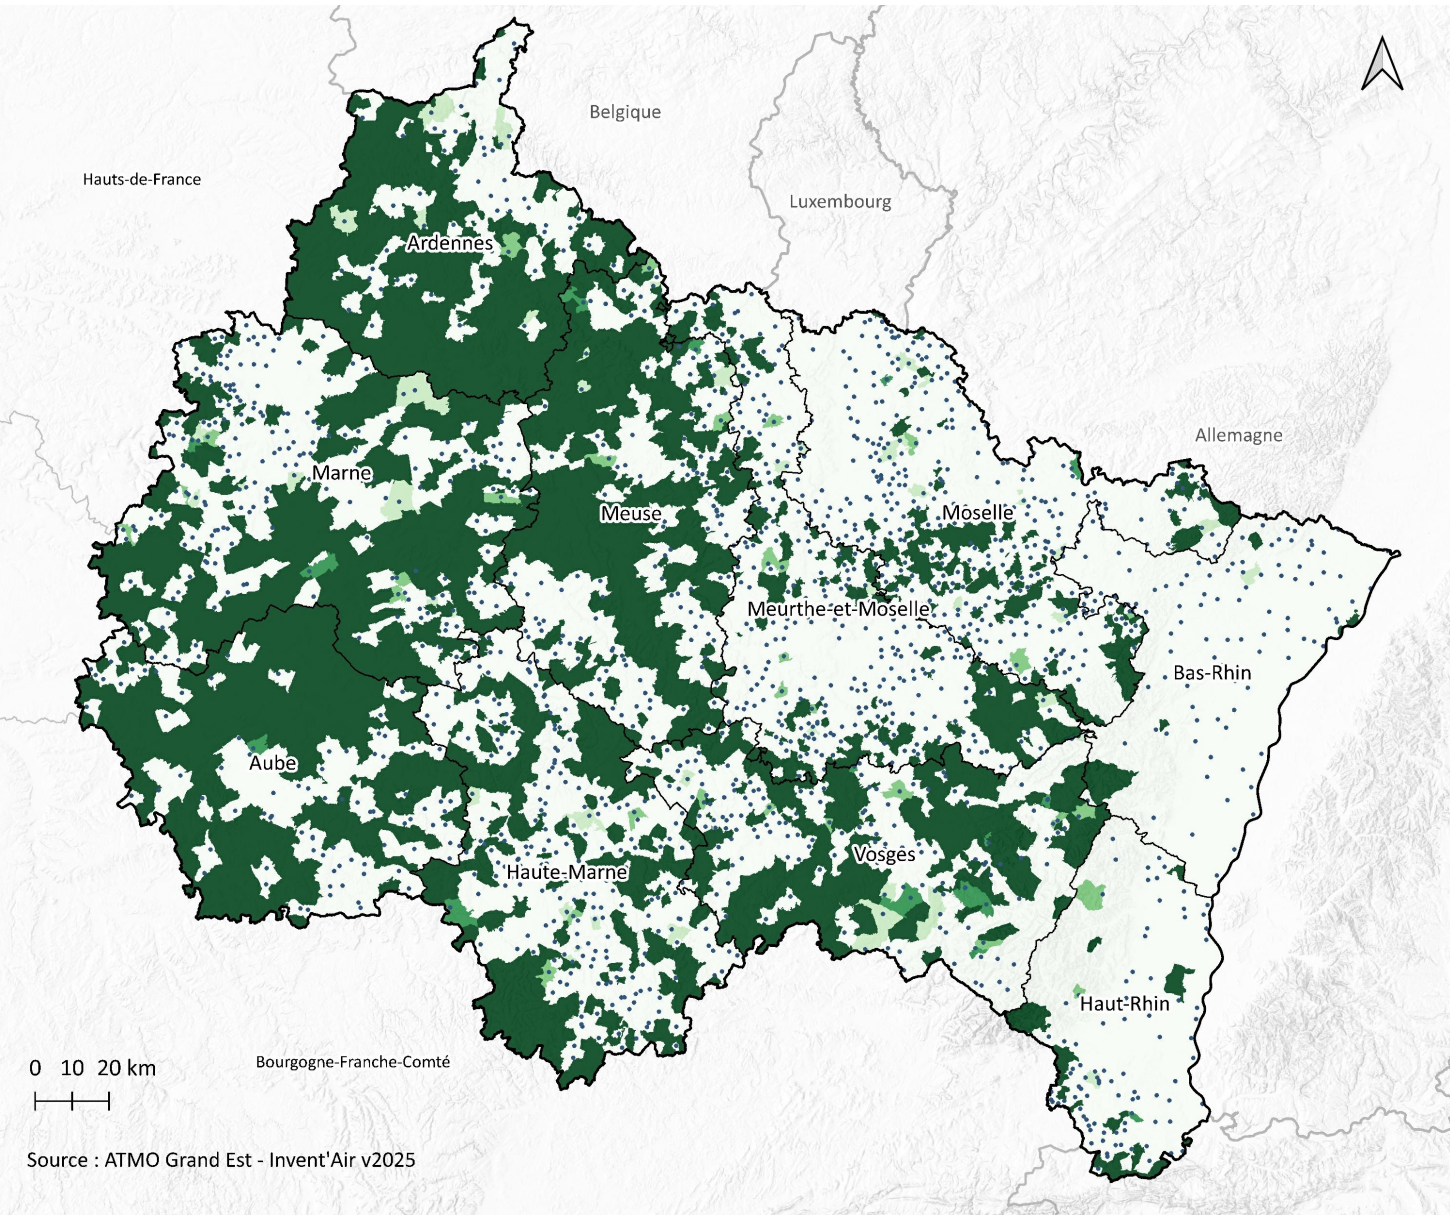 Belgique
Hauts-de-France
Luxembourg
Ardennes
Allemagne
Marne
Meuse
Moselle
Meurthe-et-Moselle
Bas-Rhin
Aube
Vosges
Haute-Marne
Haut-Rhin
0 10 20 km
Bourgogne-Franche-Comté
Source : ATMO Grand Est - Invent'Air v2025